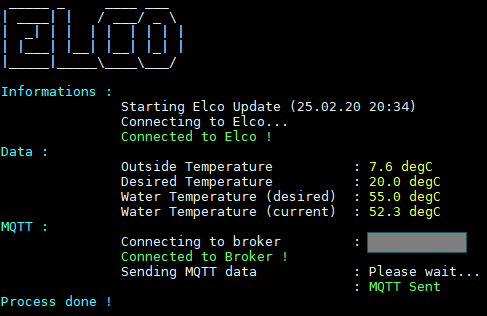 ELCO
Informations :
Starting Elco Update (25.02.20 20:34)
Connecting to Elco...
Connected to Elco !
Data :
Outside Temperature : 7.6 degC
Desired Temperature : 20.0 degC
Water Temperature (desired) : 55.0 degC
Water Temperature (current) : 52.3 degC
MQTT :
Connecting to broker :
Connected to Broker !
Sending MQTT data : Please wait...
: MQTT Sent
Process done !